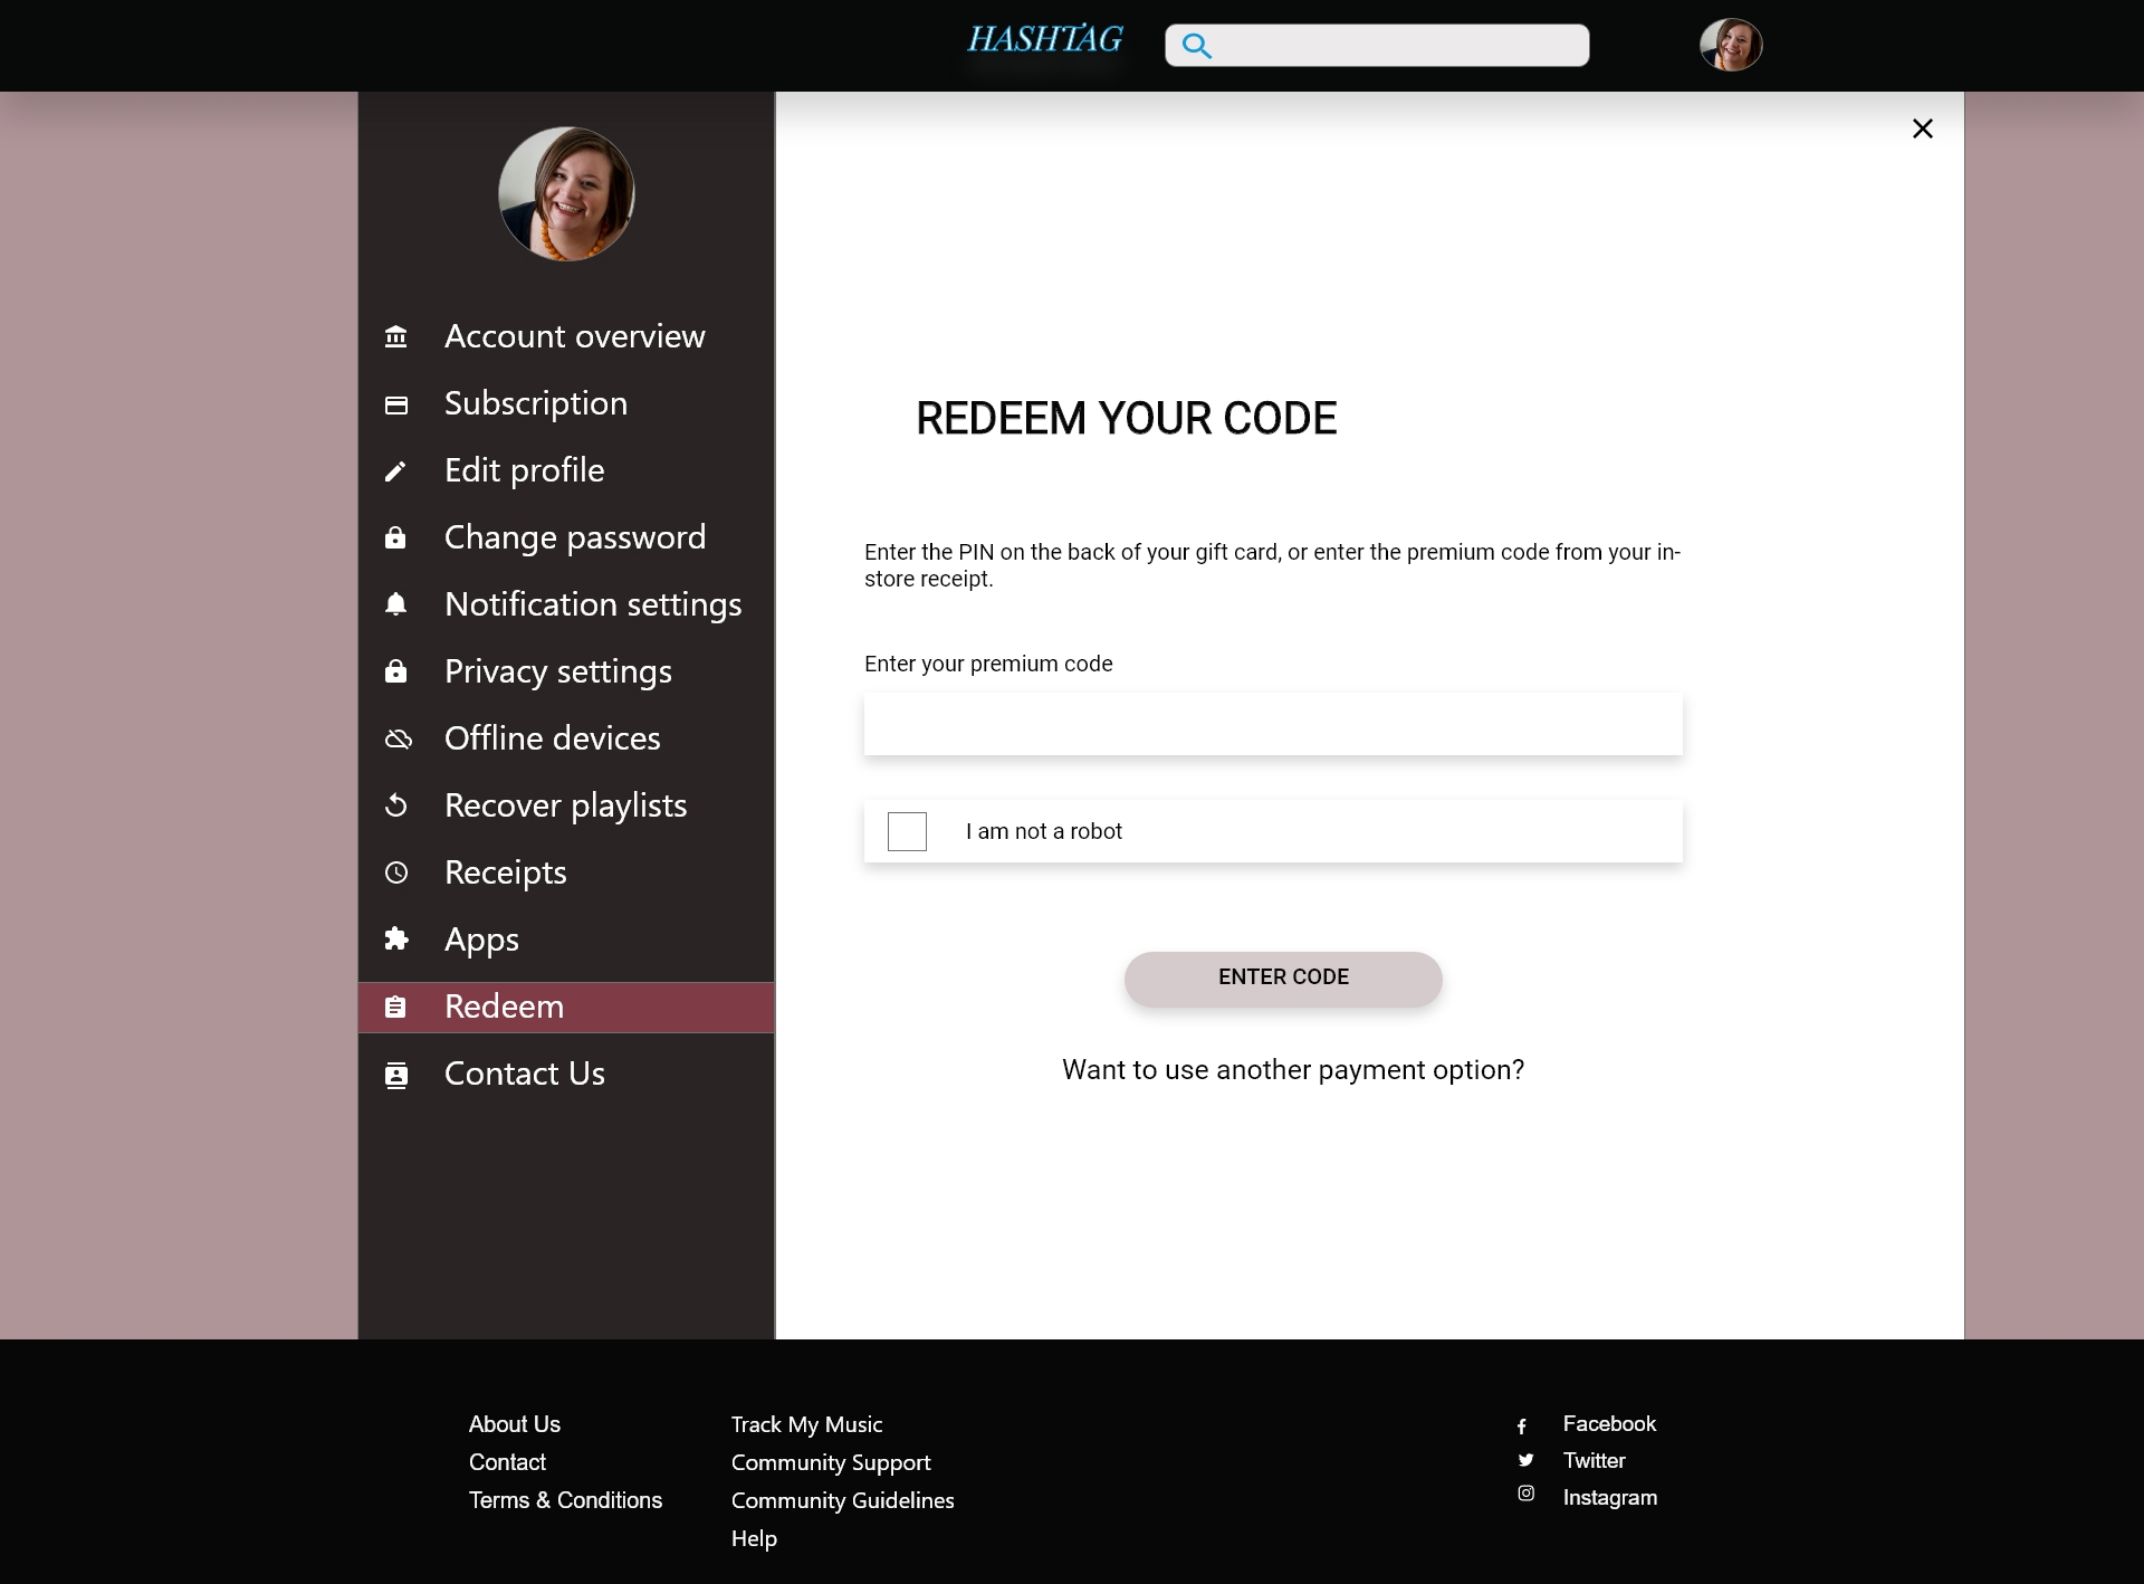 HASHTAG
Account overview
Subscription
Edit profile
Change password
Notification settings
Privacy settings
Offline devices
Recover playlists
Receipts
Apps
Redeem
Contact Us
REDEEM YOUR CODE
Enter the PIN on the back of your gift card, or enter the premium code from your in-
store receipt.
Enter your premium code
I am not a robot
ENTER CODE
Want to use another payment option?
About Us
Contact
Terms & Conditions
Track My Music
Community Support
Community Guidelines
Help
Facebook
Twitter
Instagram